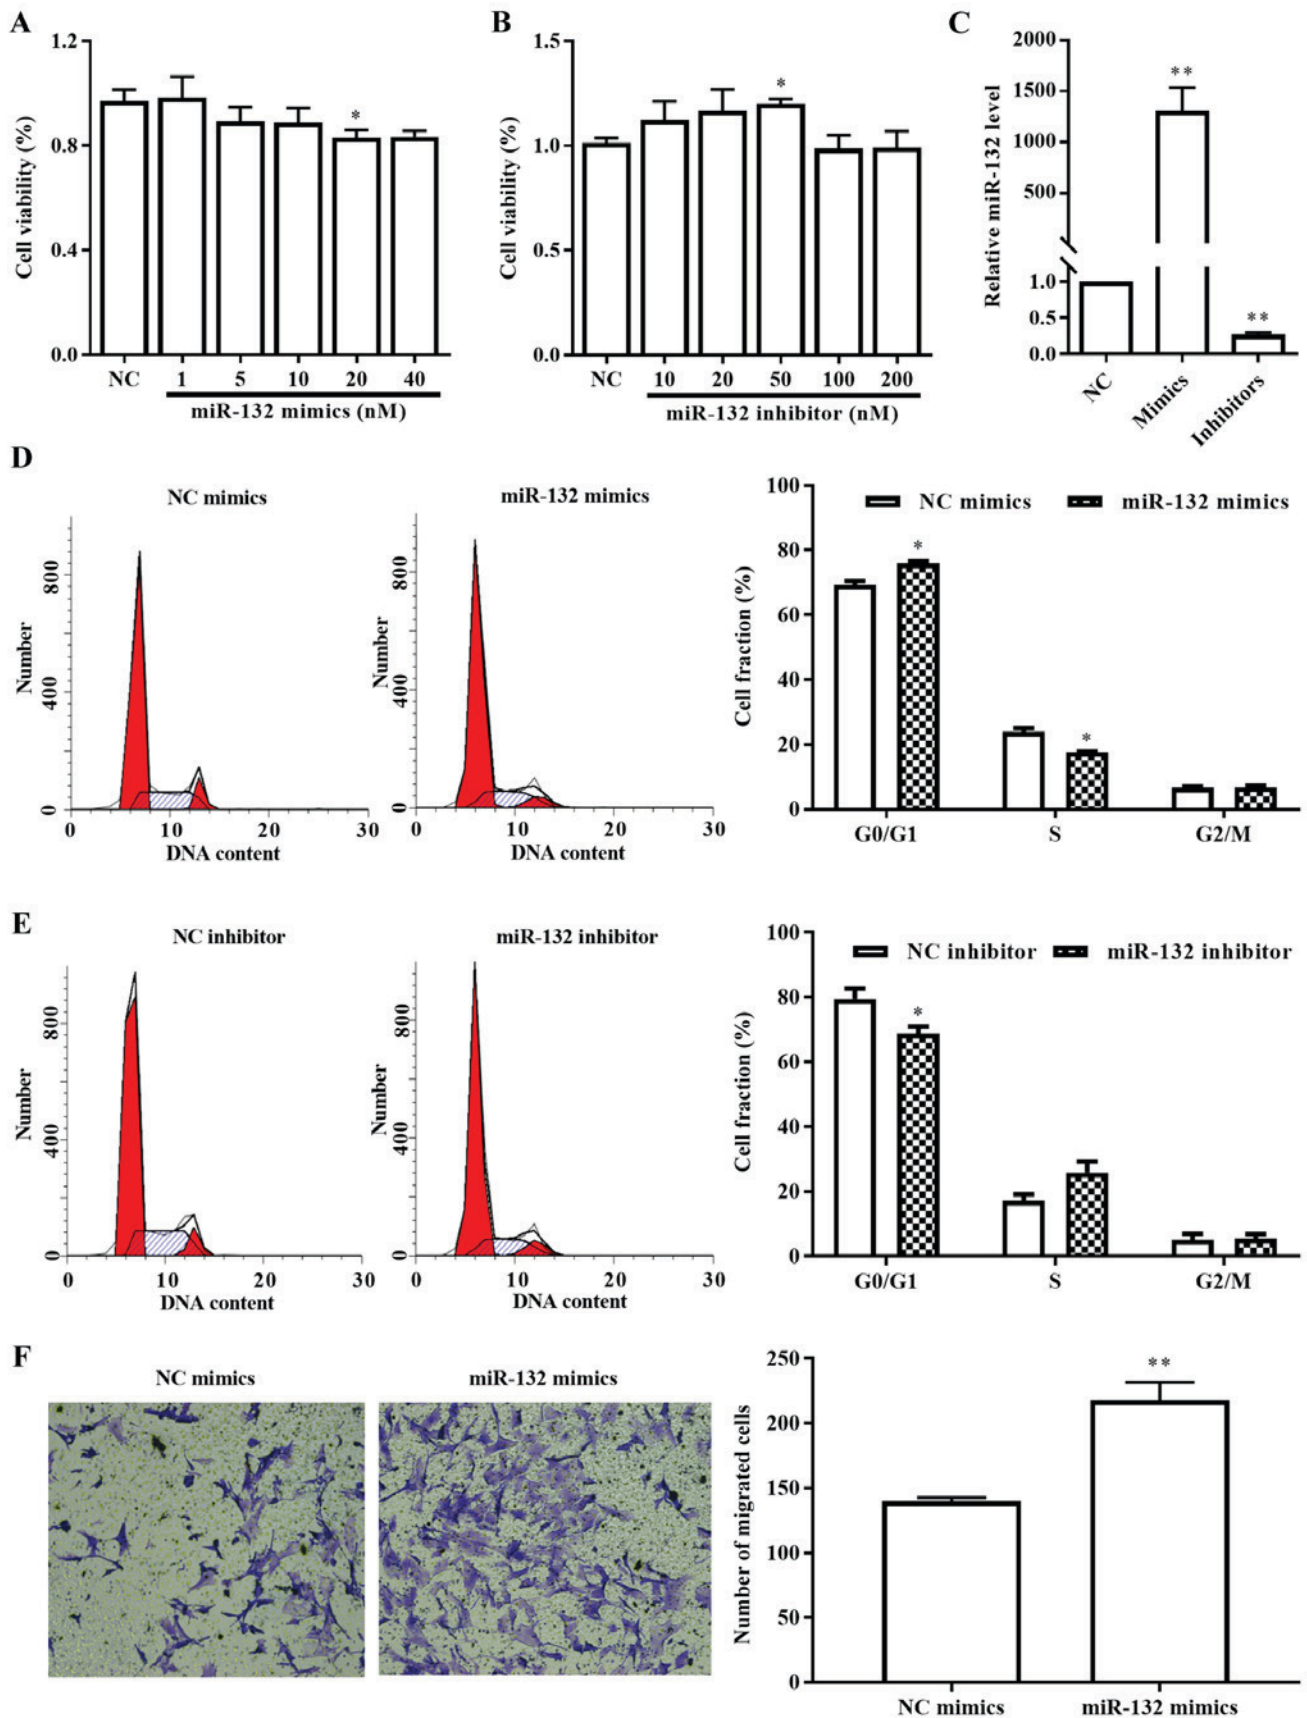 A
1.2
0.8
0.4
0.0
Cell viability (%)
*
NC 1 5 10 20 40
miR-132 mimics (nM)
B
1.5
1.0
0.5
0.0
Cell viability (%)
*
NC 10 20 50 100 200
miR-132 inhibitor (nM)
C
2000
1500
1000
500
1.0
0.5
0.0
Relative miR-132 level
**
**
NC
Mimics
Inhibitors
D
NC mimics
800
400
0
Number
0 10 20 30
DNA content
miR-132 mimics
800
400
0
Number
0 10 20 30
DNA content
100
80
60
40
20
0
Cell fraction (%)
NC mimics miR-132 mimics
*
*
G0/G1 S G2/M
E
NC inhibitor
800
400
0
Number
0 10 20 30
DNA content
miR-132 inhibitor
800
400
0
Number
0 10 20 30
DNA content
100
80
60
40
20
0
Cell fraction (%)
NC inhibitor miR-132 inhibitor
*
G0/G1 S G2/M
F
NC mimics
miR-132 mimics
250
200
150
100
50
0
Number of migrated cells
**
NC mimics miR-132 mimics